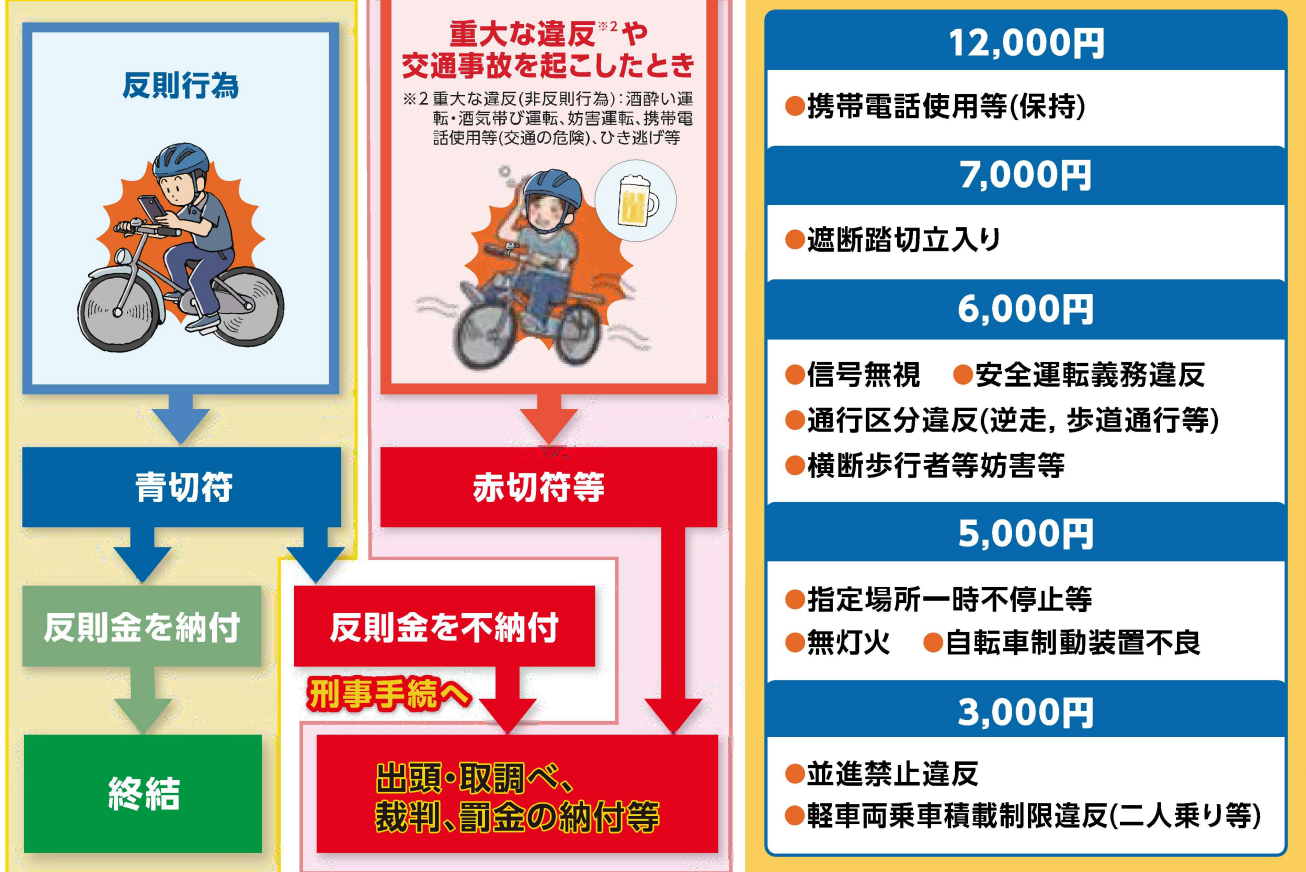 反則行為
重大な違反※2や
交通事故を起こしたとき
※2 重大な違反(非反則行為):酒酔い運
転・酒気帯び運転、妨害運転、携帯電
話使用等(交通の危険)、ひき逃げ等
青切符
赤切符等
反則金を納付
反則金を不納付
刑事手続へ
終結
出頭・取調べ、
裁判、罰金の納付等
12,000円
●携帯電話使用等(保持)
7,000円
●遮断踏切立入り
6,000円
●信号無視 ●安全運転義務違反
●通行区分違反(逆走, 歩道通行等)
●横断歩行者等妨害等
5,000円
●指定場所一時不停止等
●無灯火 ●自転車制動装置不良
3,000円
●並進禁止違反
●軽車両乗車積載制限違反(二人乗り等)